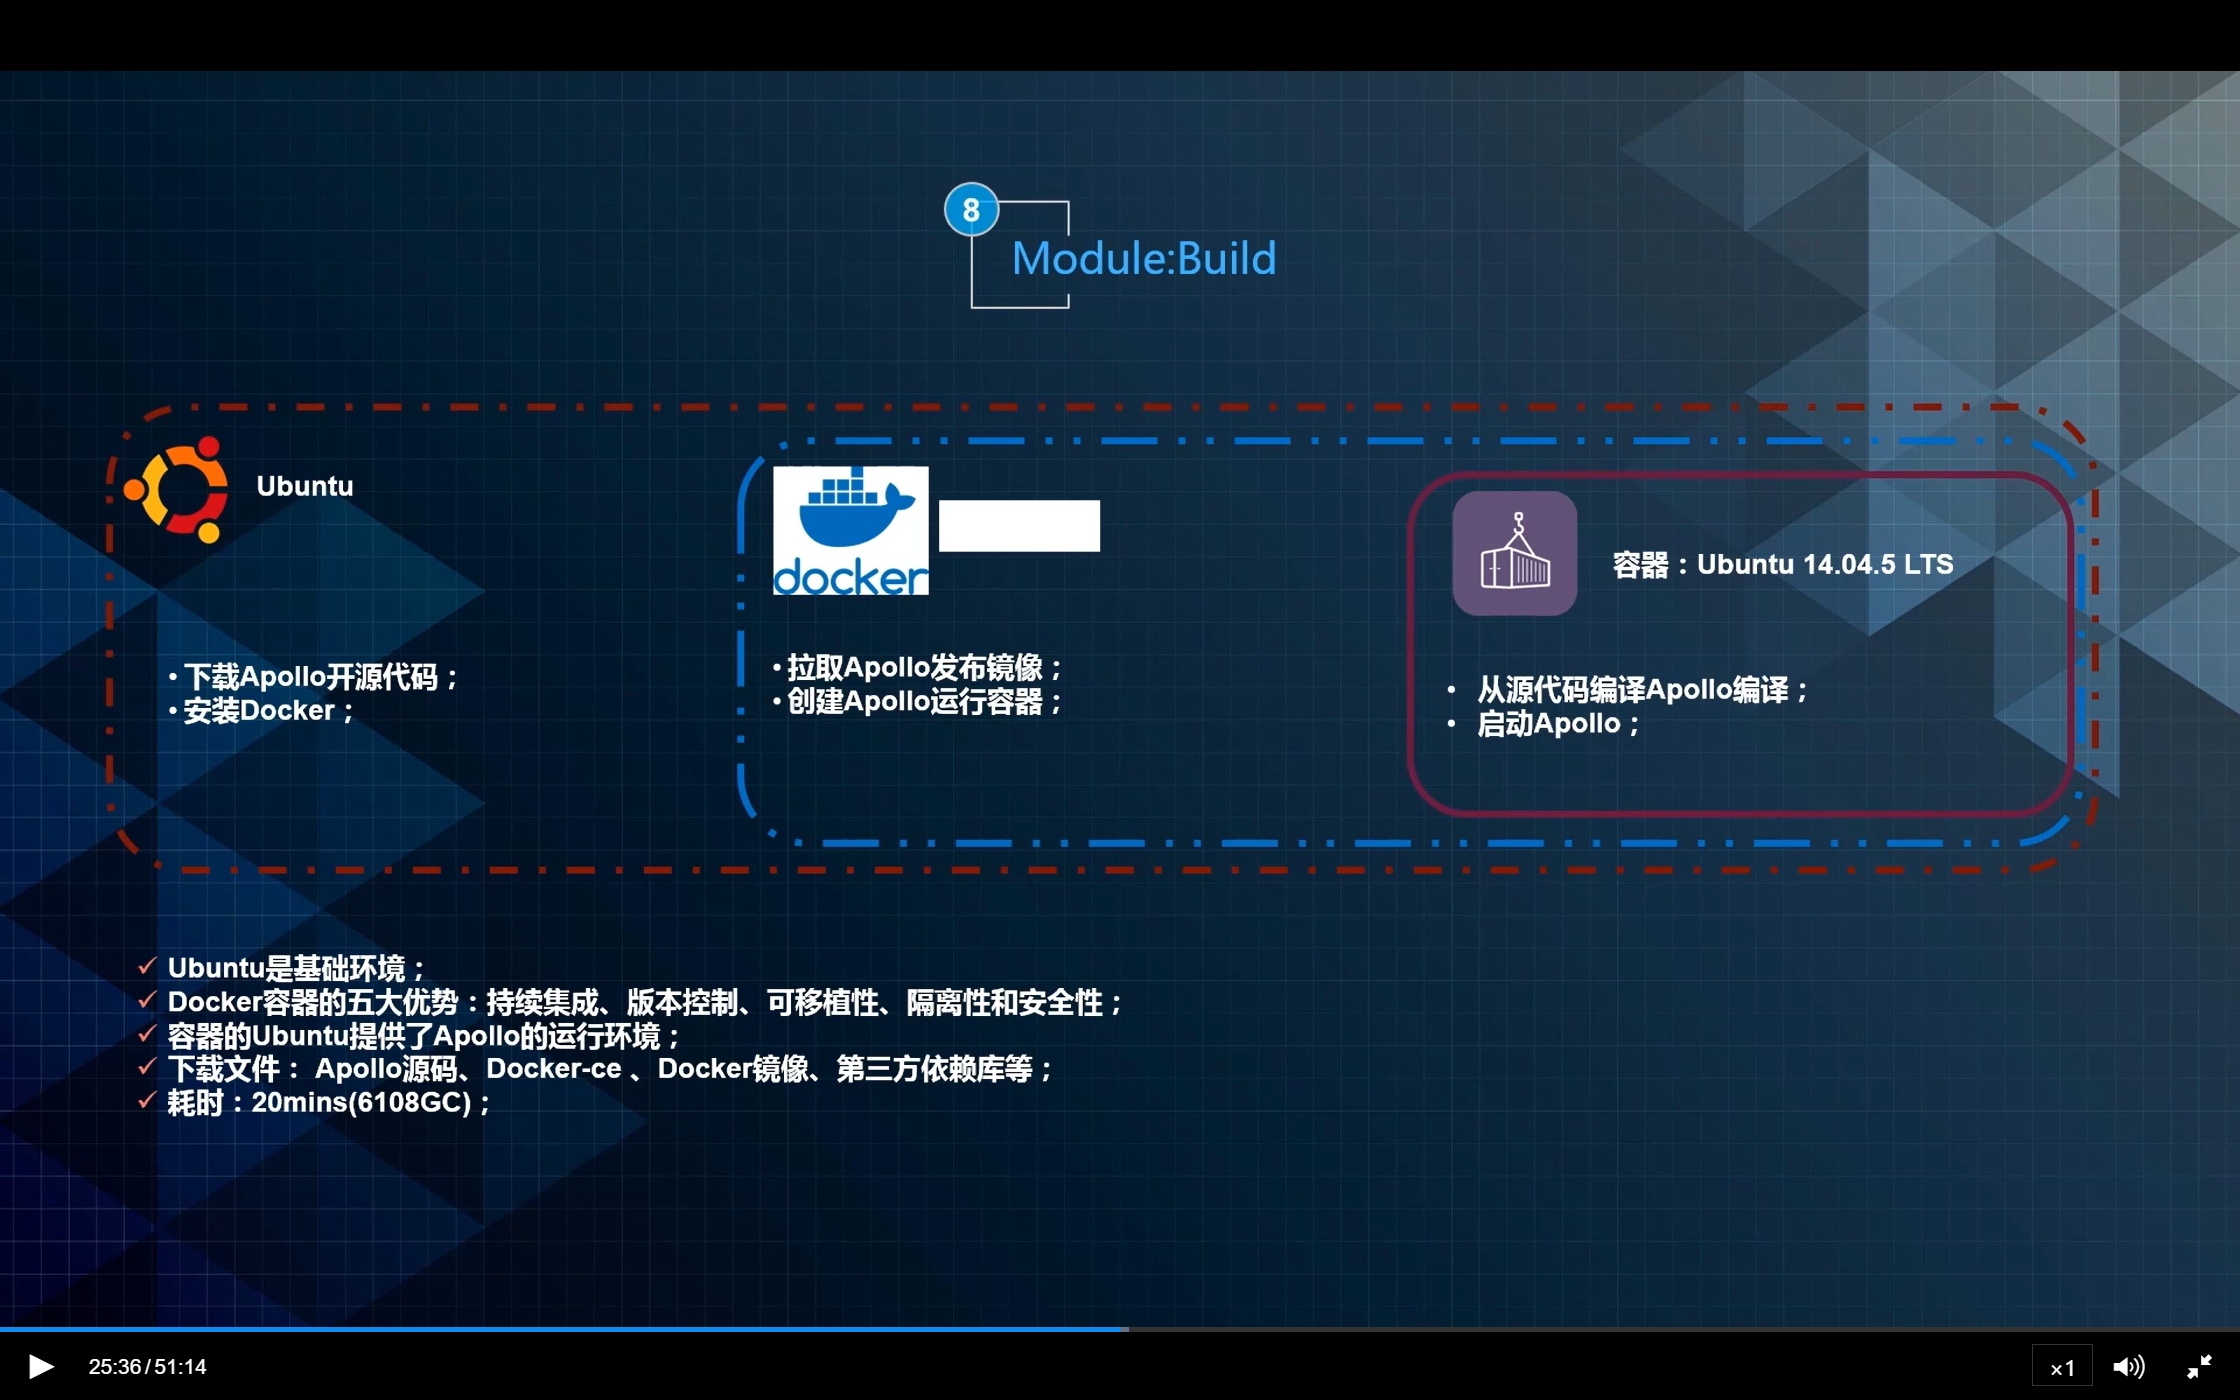 8
Module:Build
Ubuntu
• 下载Apollo开源代码；
• 安装Docker；
docker
• 拉取Apollo发布镜像；
• 创建Apollo运行容器；
容器：Ubuntu 14.04.5 LTS
• 从源代码编译Apollo编译；
• 启动Apollo；
✓ Ubuntu是基础环境；
✓ Docker容器的五大优势：持续集成、版本控制、可移植性、隔离性和安全性；
✓ 容器的Ubuntu提供了Apollo的运行环境；
✓ 下载文件： Apollo源码、Docker-ce 、Docker镜像、第三方依赖库等；
✓ 耗时：20mins(6108GC)；
25:36/51:14
×1